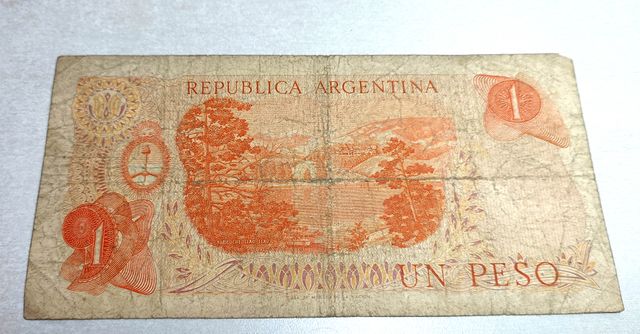 REPUBLICA ARGENTINA
1
1
UN PESO